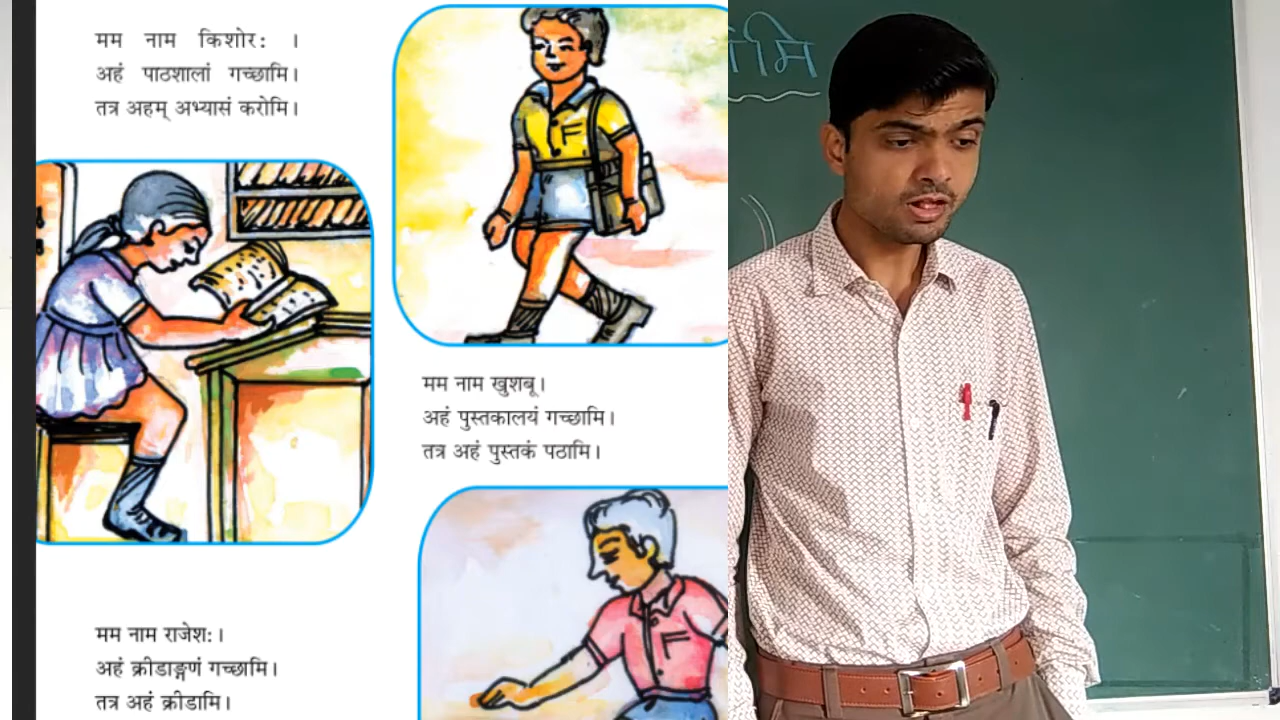 मम नाम किशोरः ।
अहं पाठशालां गच्छामि।
तत्र अहम् अभ्यासं करोमि।
मम नाम खुशबू।
अहं पुस्तकालयं गच्छामि।
तत्र अहं पुस्तकं पठामि।
मम नाम राजेशः।
अहं क्रीडाङ्गणं गच्छामि।
तत्र अहं क्रीडामि।